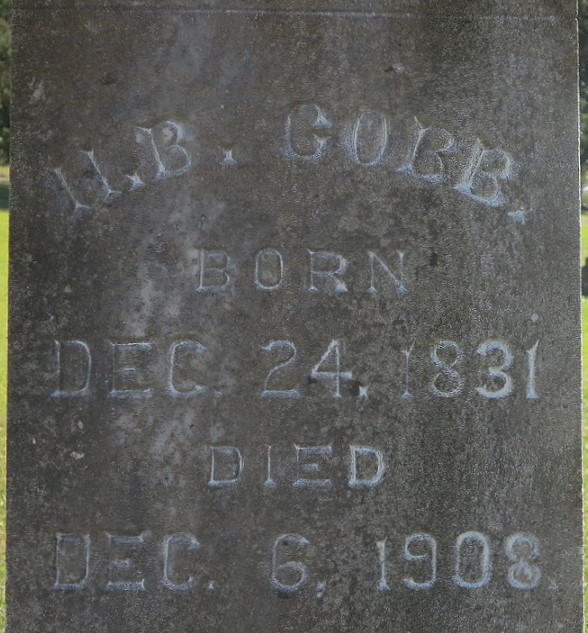 H.B. COBB.
BORN
DEC. 24, 1831
DIED
DEC. 6, 1908.